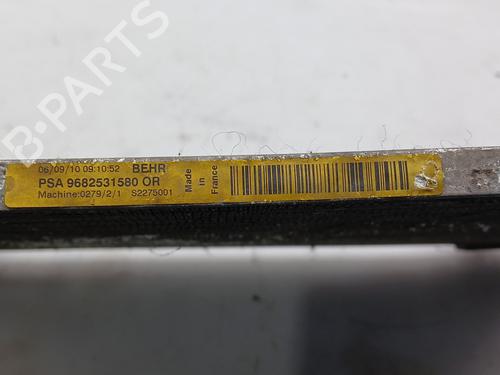 06/09/10 09:10:52 BEHR
PSA 9682531580 OR
Machine:0279/2/1 S2275001
Made
in
France
B-PARTS